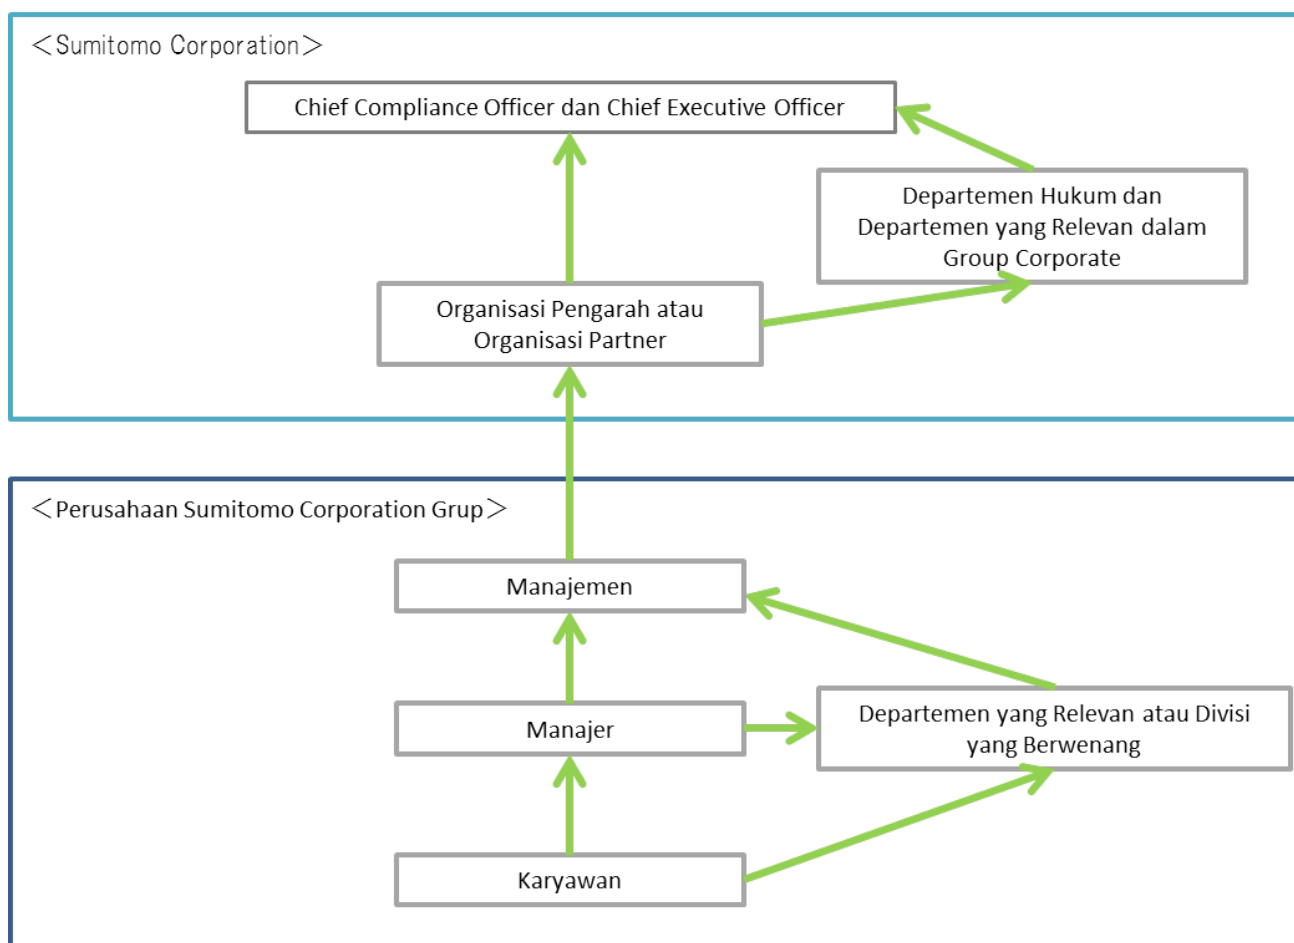 ＜Sumitomo Corporation＞
Chief Compliance Officer dan Chief Executive Officer
Departemen Hukum dan
Departemen yang Relevan dalam
Group Corporate
Organisasi Pengarah atau
Organisasi Partner
＜Perusahaan Sumitomo Corporation Grup＞
Manajemen
Manajer
Departemen yang Relevan atau Divisi
yang Berwenang
Karyawan